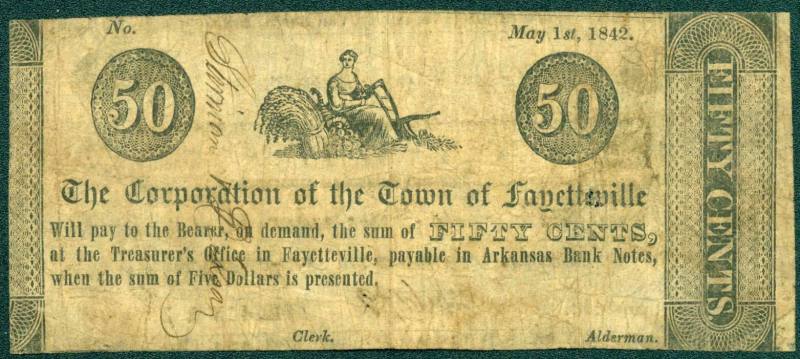 No.
May 1st, 1842.
50
50
The Corporation of the Town of Fayetteville
Will pay to the Bearer, on demand, the sum of FIFTY CENTS,
at the Treasurer's Office in Fayetteville, payable in Arkansas Bank Notes,
when the sum of Five Dollars is presented.
Clerk.
Alderman.
FIFTY CENTS